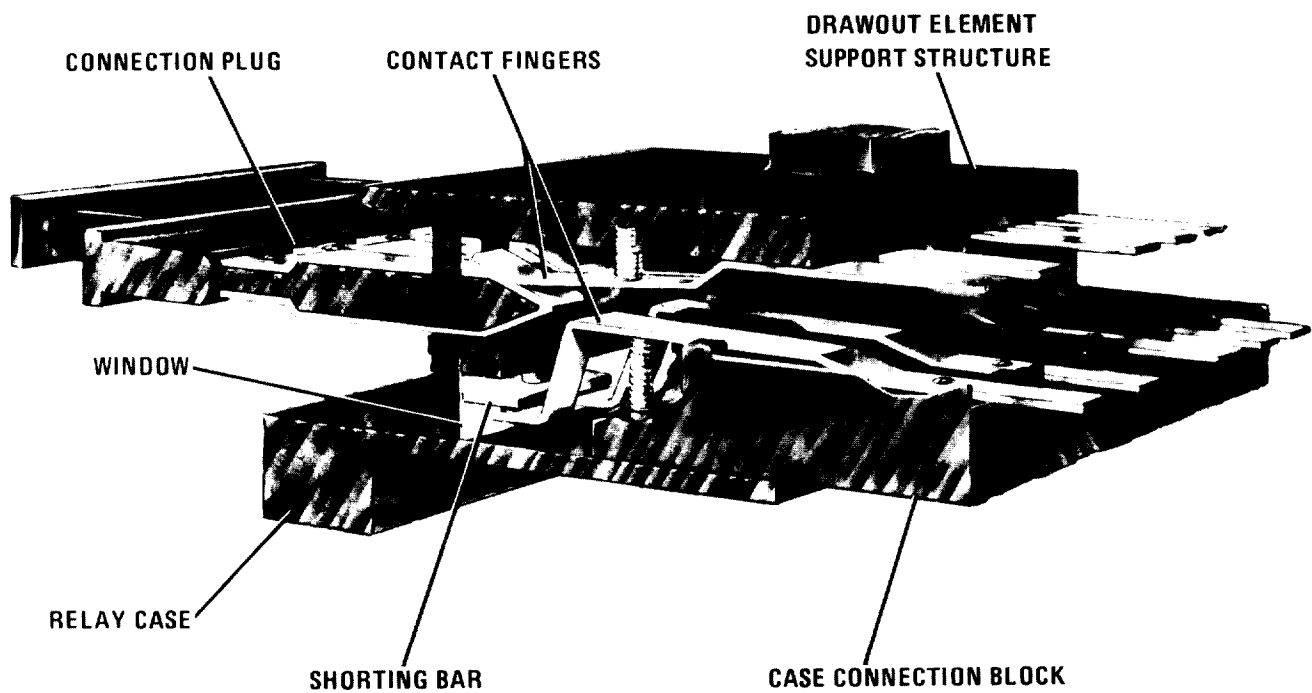 DRAWOUT ELEMENT
SUPPORT STRUCTURE
CONNECTION PLUG
CONTACT FINGERS
WINDOW
RELAY CASE
SHORTING BAR
CASE CONNECTION BLOCK